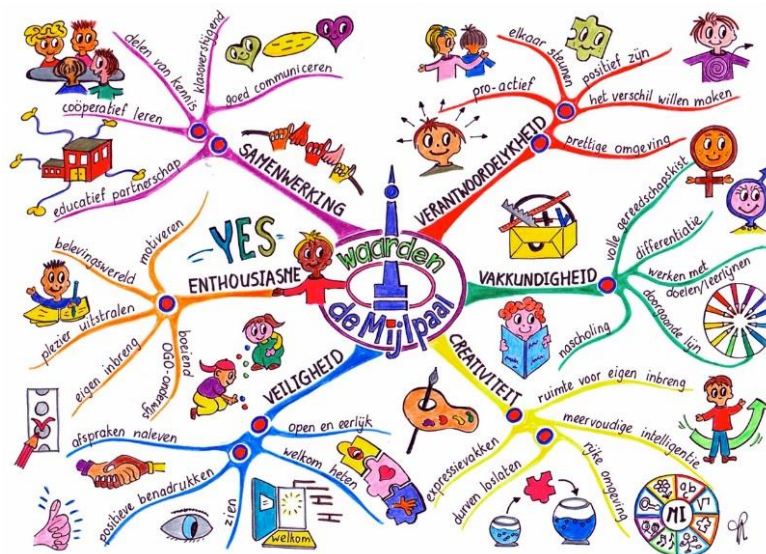 waarden
de Mijlpaal
SAMENWERKING
goed communiceren
klasoverstijgend
delen van kennis
coöperatief leren
educatief partnerschap
VERANTWOORDELYKHEID
pro-actief
elkaar steunen
positief zijn
het verschil willen maken
prettige omgeving
VAKKUNDIGHEID
volle gereedschapskist
differentiatie
werken met
doelen/leerlijnen
doorgaande lijn
nascholing
CREATIVITEIT
ruimte voor eigen inbreng
meervoudige intelligentie
rijke omgeving
durven loslaten
expressievakken
MI
ab
VEILIGHEID
open en eerlijk
welkom heten
zien
positieve benadrukken
afspraken naleven
welkom
ENTHOUSIASME
YES
motiveren
belevingswereld
plezier uitstralen
eigen inbreng
OGO-onderwijs
boeiend